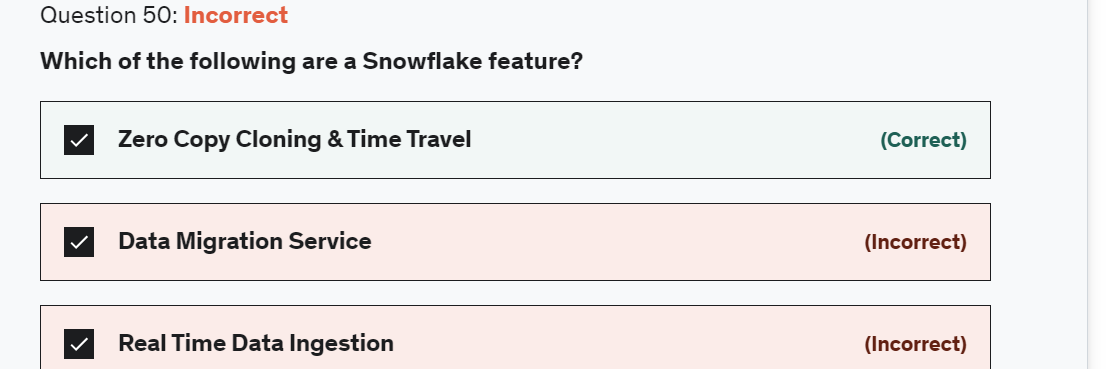 Question 50: Incorrect
Which of the following are a Snowflake feature?
Zero Copy Cloning & Time Travel (Correct)
Data Migration Service (Incorrect)
Real Time Data Ingestion (Incorrect)